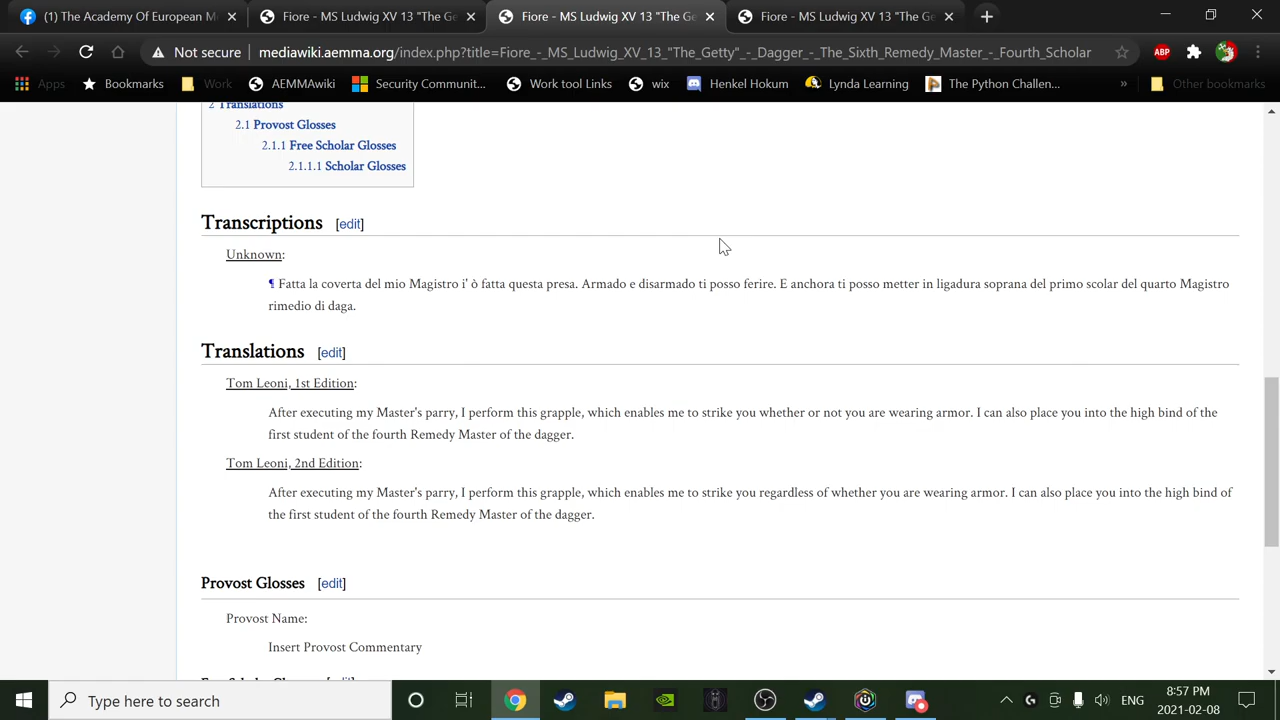 (1) The Academy Of European M
Fiore - MS Ludwig XV 13 "The Ge
Fiore - MS Ludwig XV 13 "The Ge
Fiore - MS Ludwig XV 13 "The Ge
Not secure
mediawiki.aemma.org/index.php?title=Fiore_-_MS_Ludwig_XV_13_"The_Getty"_-_Dagger_-_The_Sixth_Remedy_Master_-_Fourth_Scholar
ABP
Apps
Bookmarks
Work
AEMMAwiki
Security Communit...
Work tool Links
wix
Henkel Hokum
Lynda Learning
The Python Challen...
»
Other bookmarks
2 Translations
2.1 Provost Glosses
2.1.1 Free Scholar Glosses
2.1.1.1 Scholar Glosses
Transcriptions [edit]
Unknown:
¶ Fatta la coverta del mio Magistro i' ò fatta questa presa. Armado e disarmado ti posso ferire. E anchora ti posso metter in ligadura soprana del primo scolar del quarto Magistro
rimedio di daga.
Translations [edit]
Tom Leoni, 1st Edition:
After executing my Master's parry, I perform this grapple, which enables me to strike you whether or not you are wearing armor. I can also place you into the high bind of the
first student of the fourth Remedy Master of the dagger.
Tom Leoni, 2nd Edition:
After executing my Master's parry, I perform this grapple, which enables me to strike you regardless of whether you are wearing armor. I can also place you into the high bind of
the first student of the fourth Remedy Master of the dagger.
Provost Glosses [edit]
Provost Name:
Insert Provost Commentary
Type here to search
ENG
8:57 PM
2021-02-08